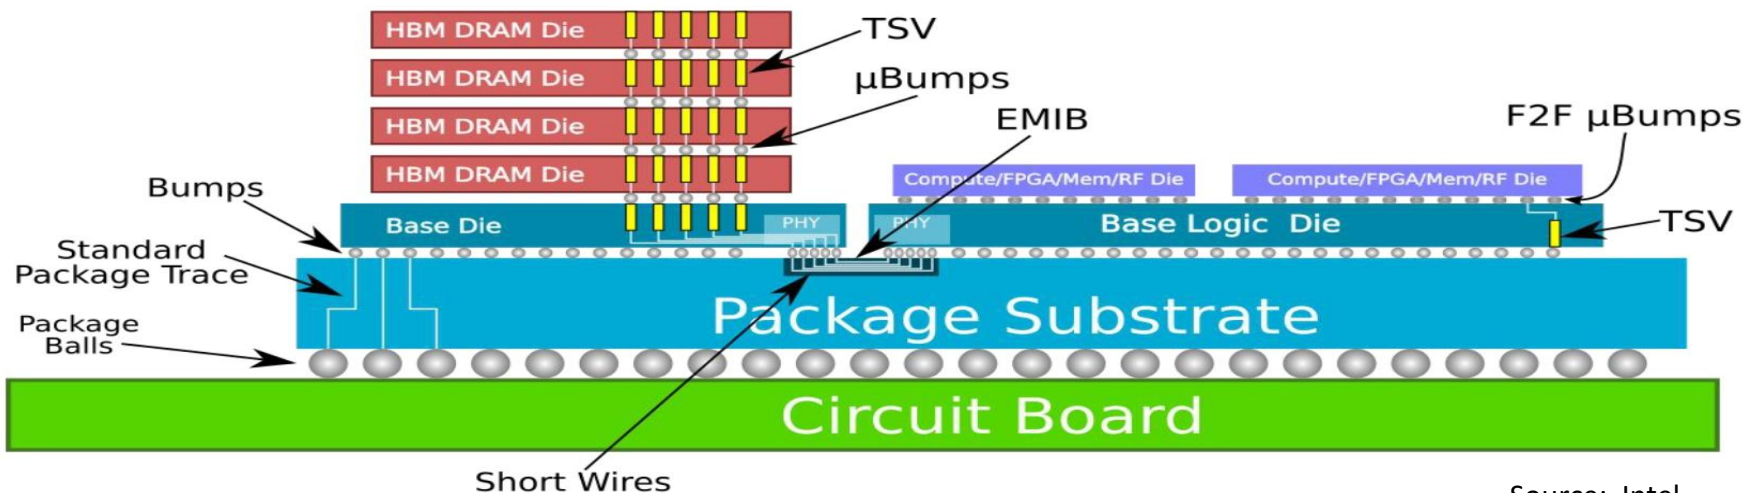 HBM DRAM Die
TSV
HBM DRAM Die
µBumps
HBM DRAM Die
EMIB
F2F µBumps
HBM DRAM Die
Compute/FPGA/Mem/RF Die
Compute/FPGA/Mem/RF Die
Bumps
Base Die
PHY
PHY
Base Logic Die
TSV
Standard
Package Trace
Package Substrate
Package
Balls
Circuit Board
Short Wires
Source: Intel